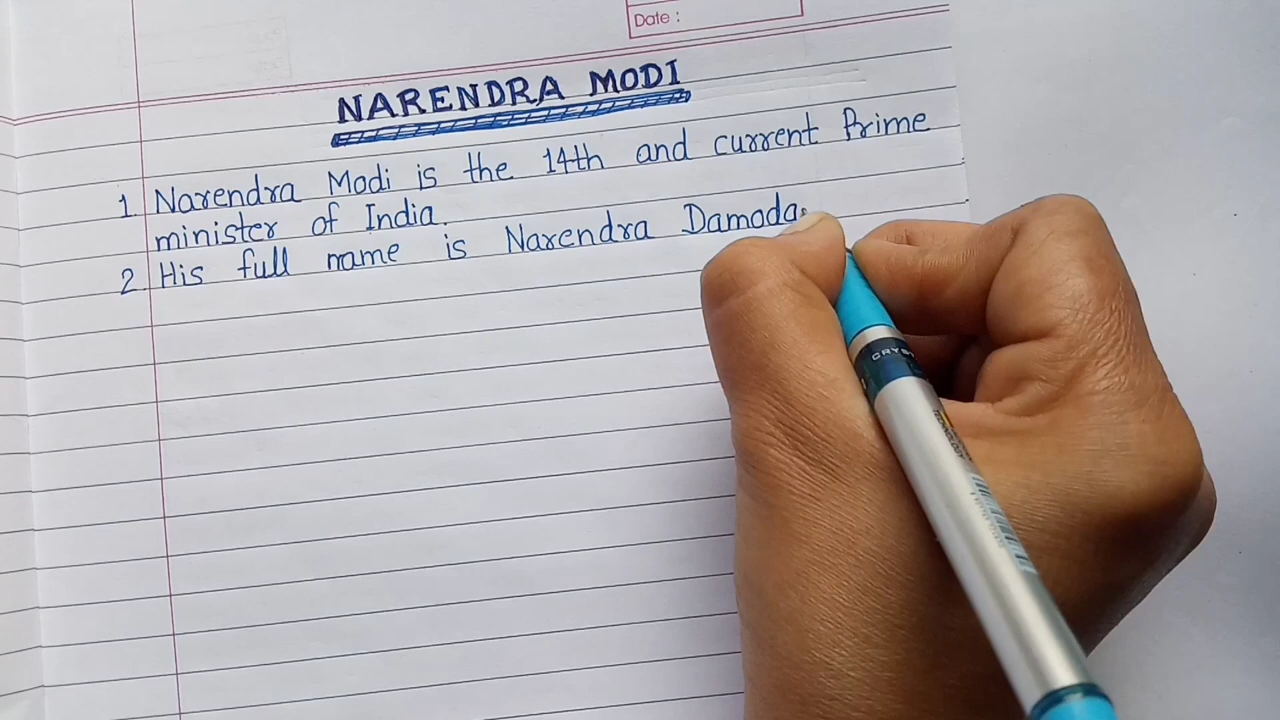 Date :
NARENDRA MODI
1. Narendra Modi is the 14th and current Prime
minister of India.
2. His full name is Narendra Damoda